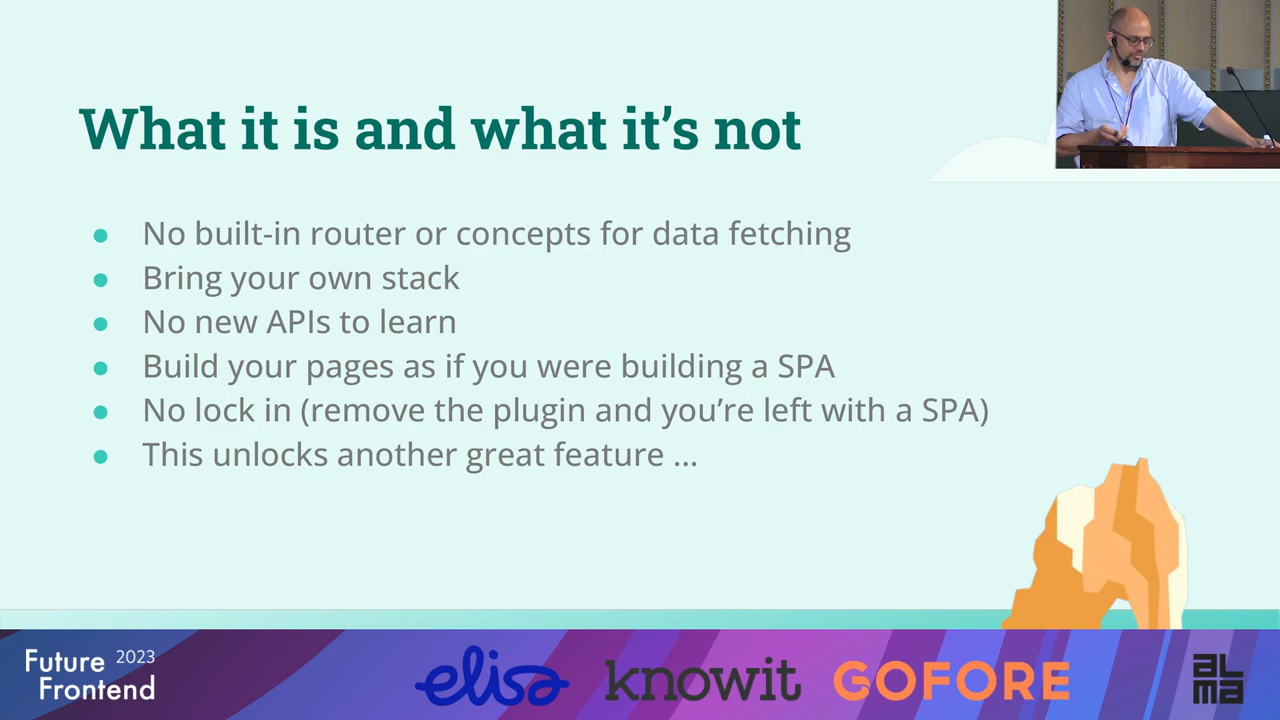 What it is and what it's not
● No built-in router or concepts for data fetching
● Bring your own stack
● No new APIs to learn
● Build your pages as if you were building a SPA
● No lock in (remove the plugin and you're left with a SPA)
● This unlocks another great feature ...
Future 2023
Frontend
elisa
knowit
GOFORE
aL
ma